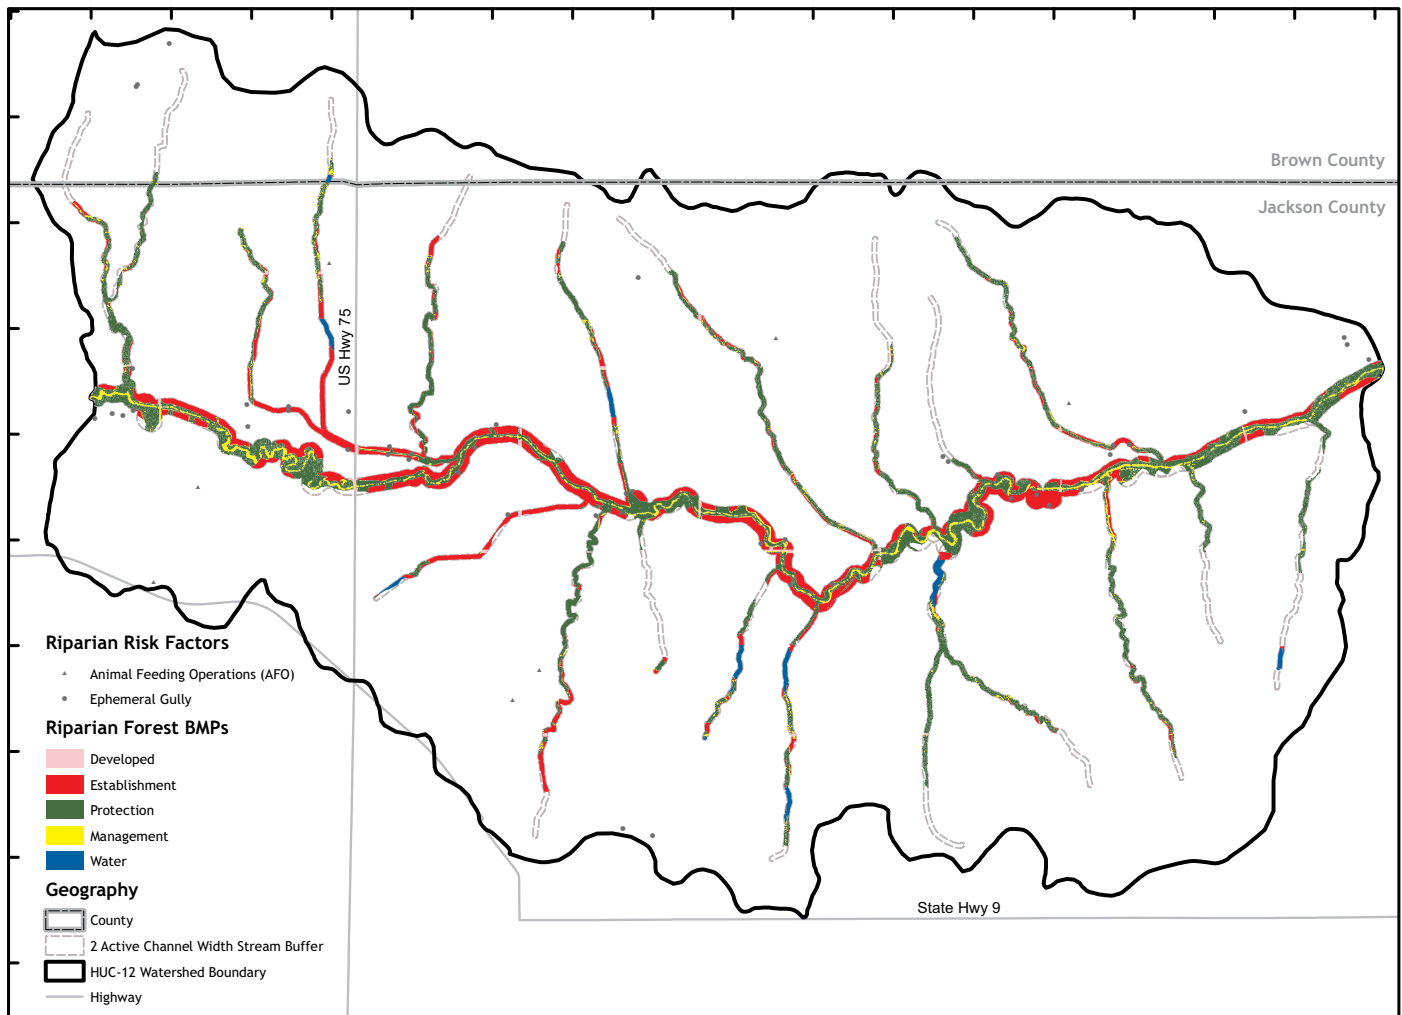 Brown County
Jackson County
US Hwy 75
Riparian Risk Factors
Animal Feeding Operations (AFO)
Ephemeral Gully
Riparian Forest BMPs
Developed
Establishment
Protection
Management
Water
Geography
County
2 Active Channel Width Stream Buffer
HUC-12 Watershed Boundary
Highway
State Hwy 9